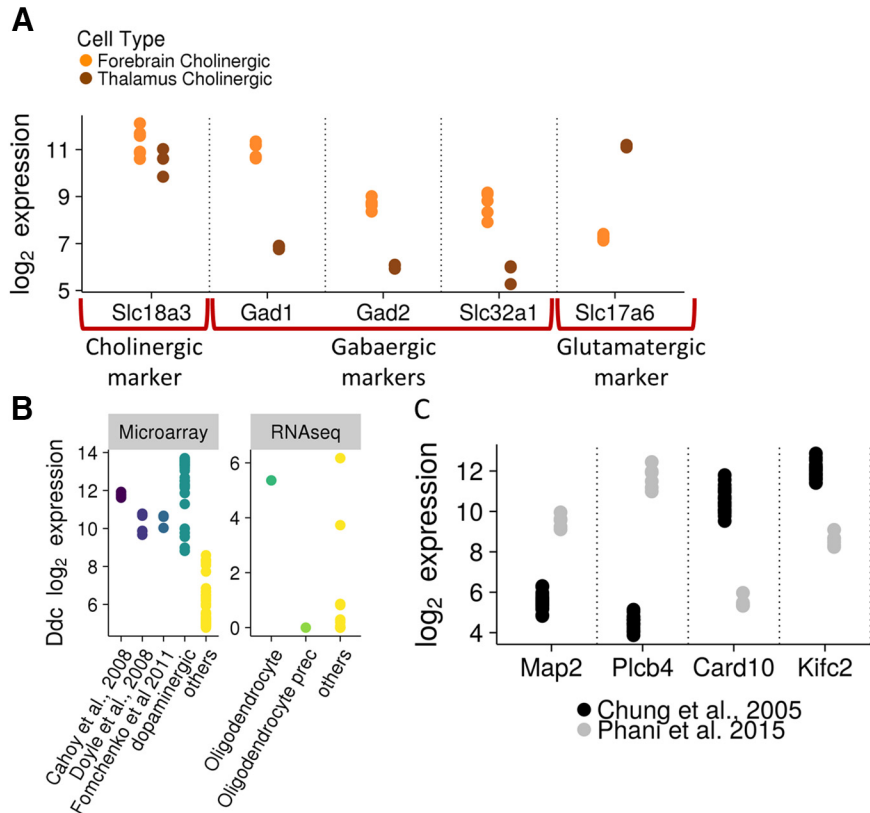 A
Cell Type
Forebrain Cholinergic
Thalamus Cholinergic
log2 expression
11
9
7
5
Slc18a3 Gad1 Gad2 Slc32a1 Slc17a6
Cholinergic marker
Gabaergic markers
Glutamatergic marker
B
Microarray RNAseq
Ddc log2 expression
14
12
10
8
6
6
4
2
0
Cahoy et al., 2008
Doyle et al., 2008
Fomchenko et al 2011
dopaminergic
others
Oligodendrocyte
Oligodendrocyte prec
others
C
log2 expression
12
10
8
6
4
Map2 Plcb4 Card10 Kifc2
Chung et al., 2005
Phani et al. 2015